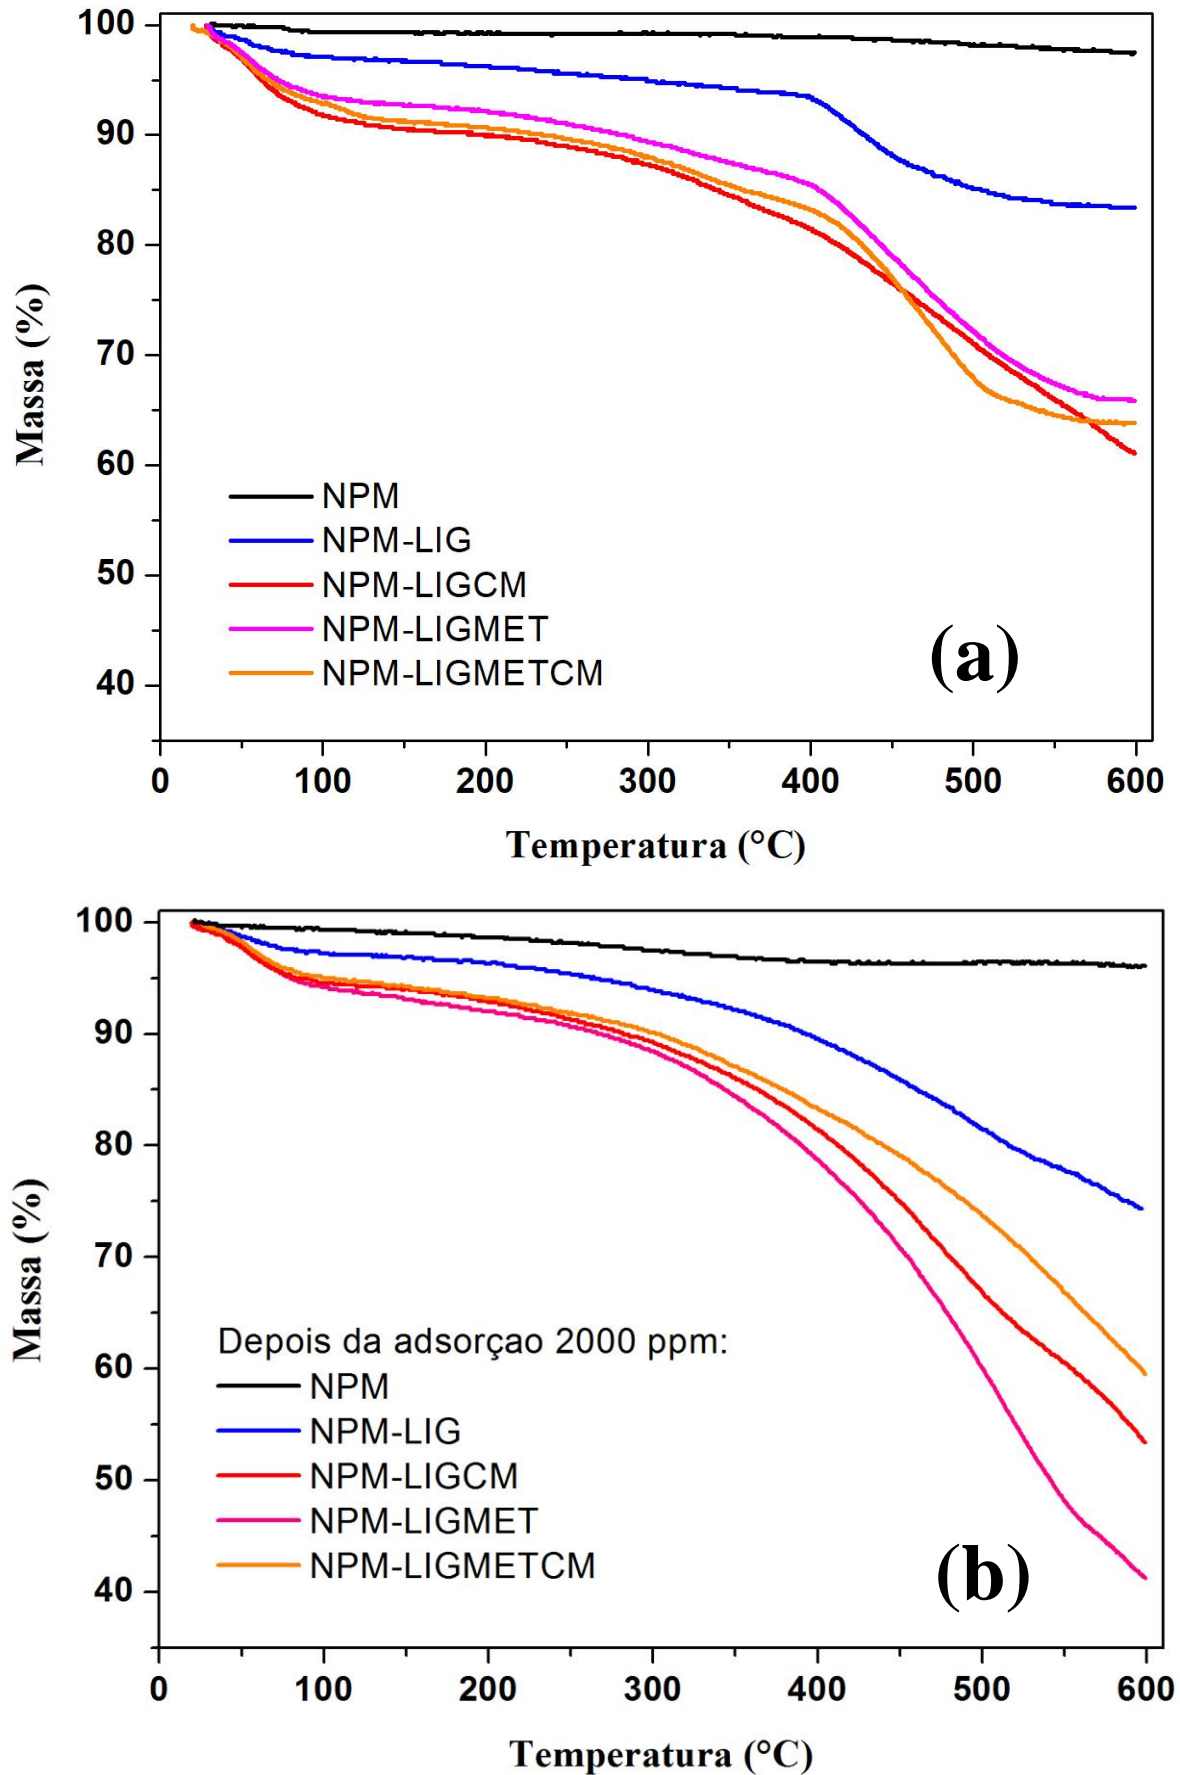 100
90
80
70
60
50
40
Massa (%)
NPM
NPM-LIG
NPM-LIGCM
NPM-LIGMET
NPM-LIGMETCM
(a)
0 100 200 300 400 500 600
Temperatura (°C)
100
90
80
70
60
50
40
Massa (%)
Depois da adsorçao 2000 ppm:
NPM
NPM-LIG
NPM-LIGCM
NPM-LIGMET
NPM-LIGMETCM
(b)
0 100 200 300 400 500 600
Temperatura (°C)